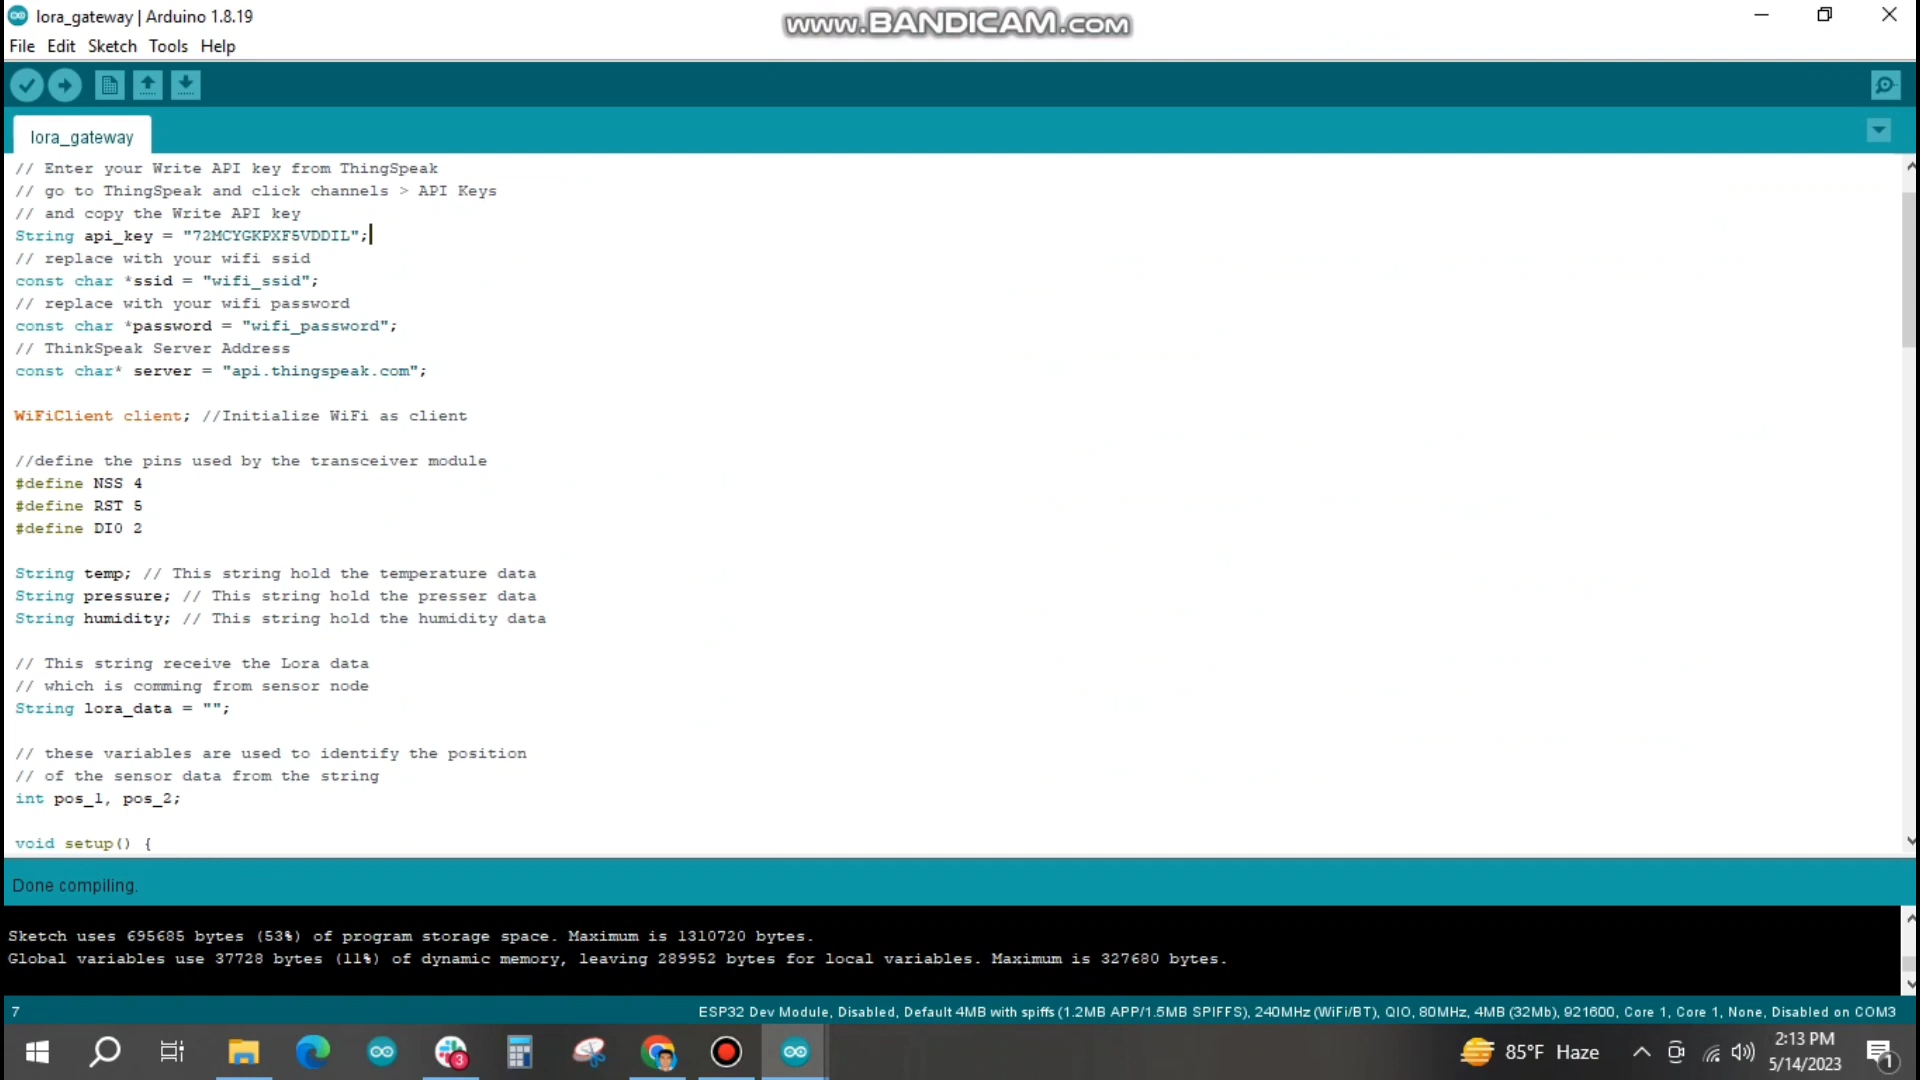 lora_gateway | Arduino 1.8.19
www.BANDICAM.com
File Edit Sketch Tools Help
lora_gateway
// Enter your Write API key from ThingSpeak
// go to ThingSpeak and click channels > API Keys
// and copy the Write API key
String api_key = "72MCYGKPXF5VDDIL";
// replace with your wifi ssid
const char *ssid = "wifi_ssid";
// replace with your wifi password
const char *password = "wifi_password";
// ThinkSpeak Server Address
const char* server = "api.thingspeak.com";
WiFiClient client; //Initialize WiFi as client
//define the pins used by the transceiver module
#define NSS 4
#define RST 5
#define DI0 2
String temp; // This string hold the temperature data
String pressure; // This string hold the presser data
String humidity; // This string hold the humidity data
// This string receive the Lora data
// which is comming from sensor node
String lora_data = "";
// these variables are used to identify the position
// of the sensor data from the string
int pos_1, pos_2;
void setup() {
Done compiling.
Sketch uses 695685 bytes (53%) of program storage space. Maximum is 1310720 bytes.
Global variables use 37728 bytes (11%) of dynamic memory, leaving 289952 bytes for local variables. Maximum is 327680 bytes.
7
ESP32 Dev Module, Disabled, Default 4MB with spiffs (1.2MB APP/1.5MB SPIFFS), 240MHz (WiFi/BT), QIO, 80MHz, 4MB (32Mb), 921600, Core 1, Core 1, None, Disabled on COM3
3
85°F Haze
2:13 PM
5/14/2023
1